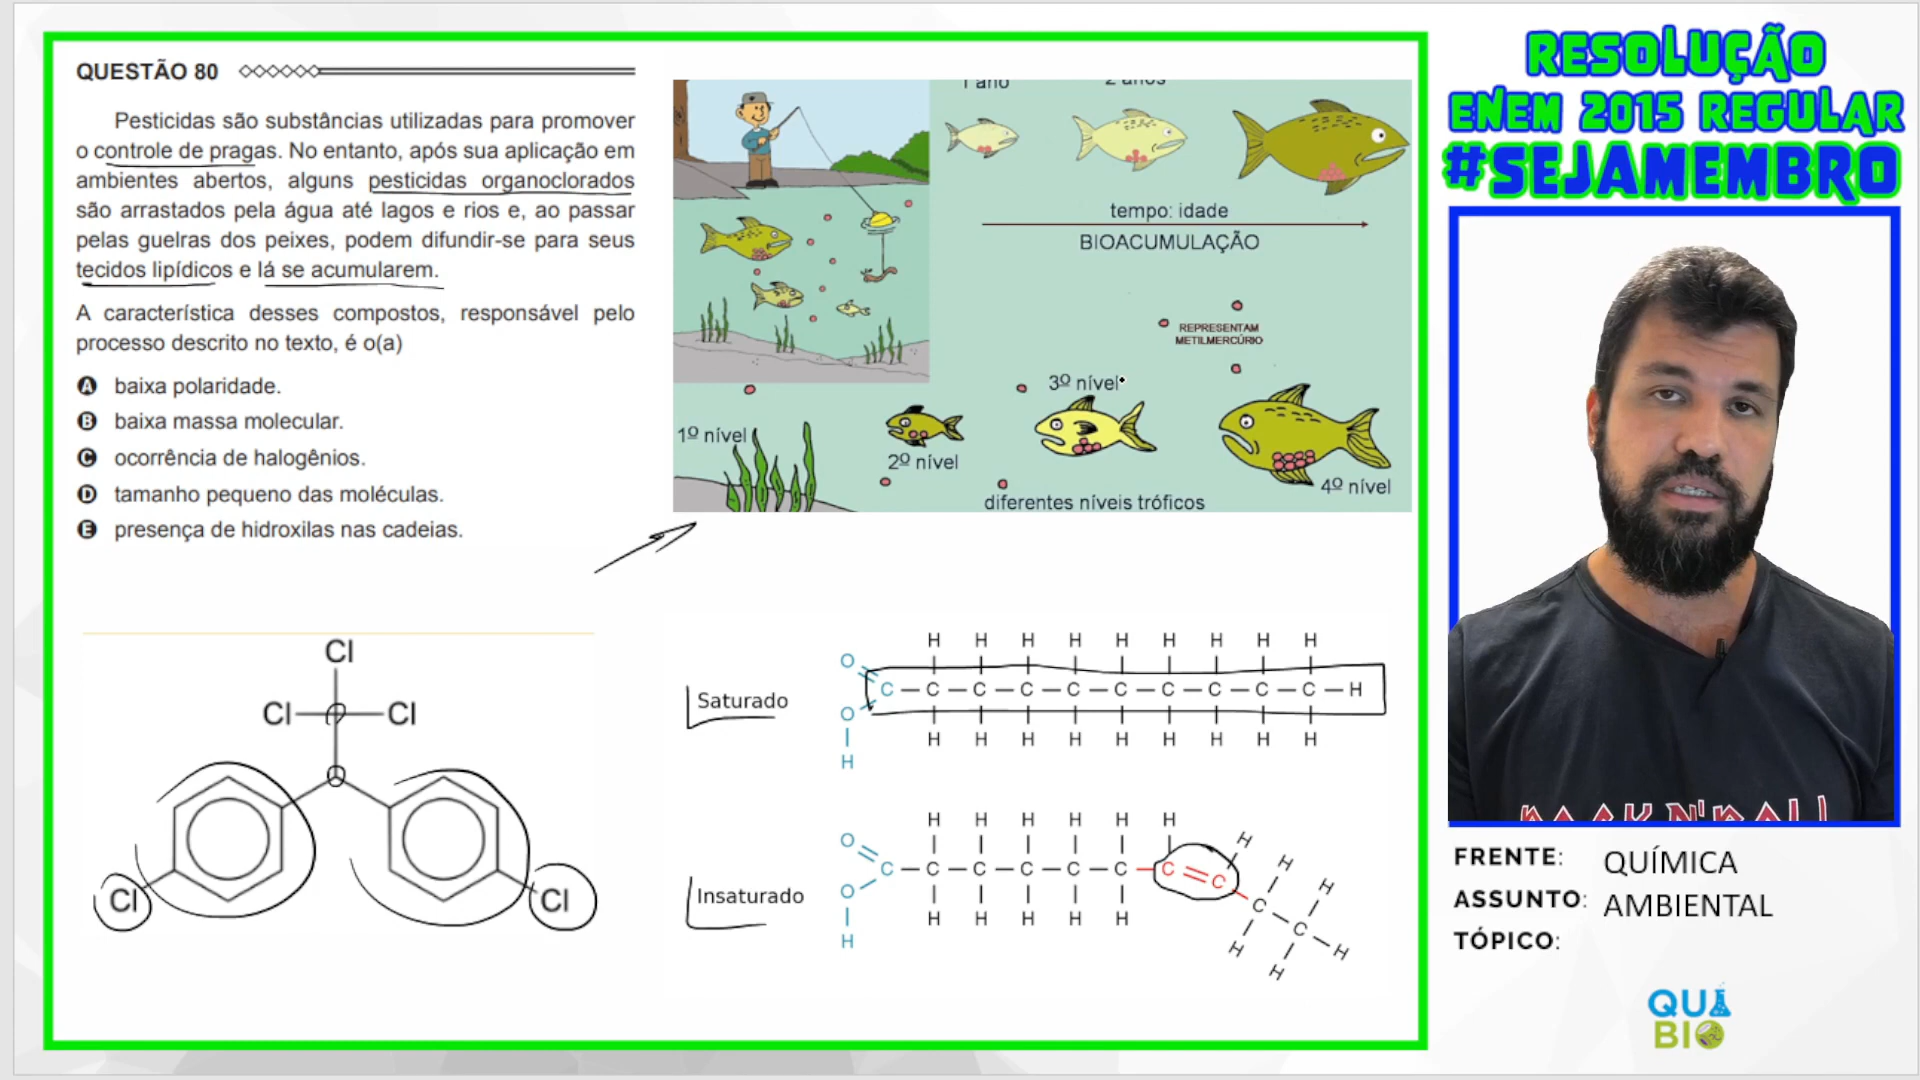 QUESTÃO 80
Pesticidas são substâncias utilizadas para promover
o controle de pragas. No entanto, após sua aplicação em
ambientes abertos, alguns pesticidas organoclorados
são arrastados pela água até lagos e rios e, ao passar
pelas guelras dos peixes, podem difundir-se para seus
tecidos lipídicos e lá se acumularem.
A característica desses compostos, responsável pelo
processo descrito no texto, é o(a)
A baixa polaridade.
B baixa massa molecular.
C ocorrência de halogênios.
D tamanho pequeno das moléculas.
E presença de hidroxilas nas cadeias.
1 ano 2 anos
tempo: idade
BIOACUMULAÇÃO
REPRESENTAM
METILMERCÚRIO
1º nível
2º nível
3º nível
4º nível
diferentes níveis tróficos
Cl
Cl Cl
Cl Cl
Saturado
H H H H H H H H H
O
C C C C C C C C C C H
O
H H H H H H H H H
H
Insaturado
H H H H H H
O H
H
C C C C C C C C H
O C
C
H H H H H H H
H H
RESOLUÇÃO
ENEM 2015 REGULAR
#SEJAMEMBRO
ROCK N'ROLL
FRENTE: QUÍMICA
ASSUNTO: AMBIENTAL
TÓPICO:
QUI
BIO